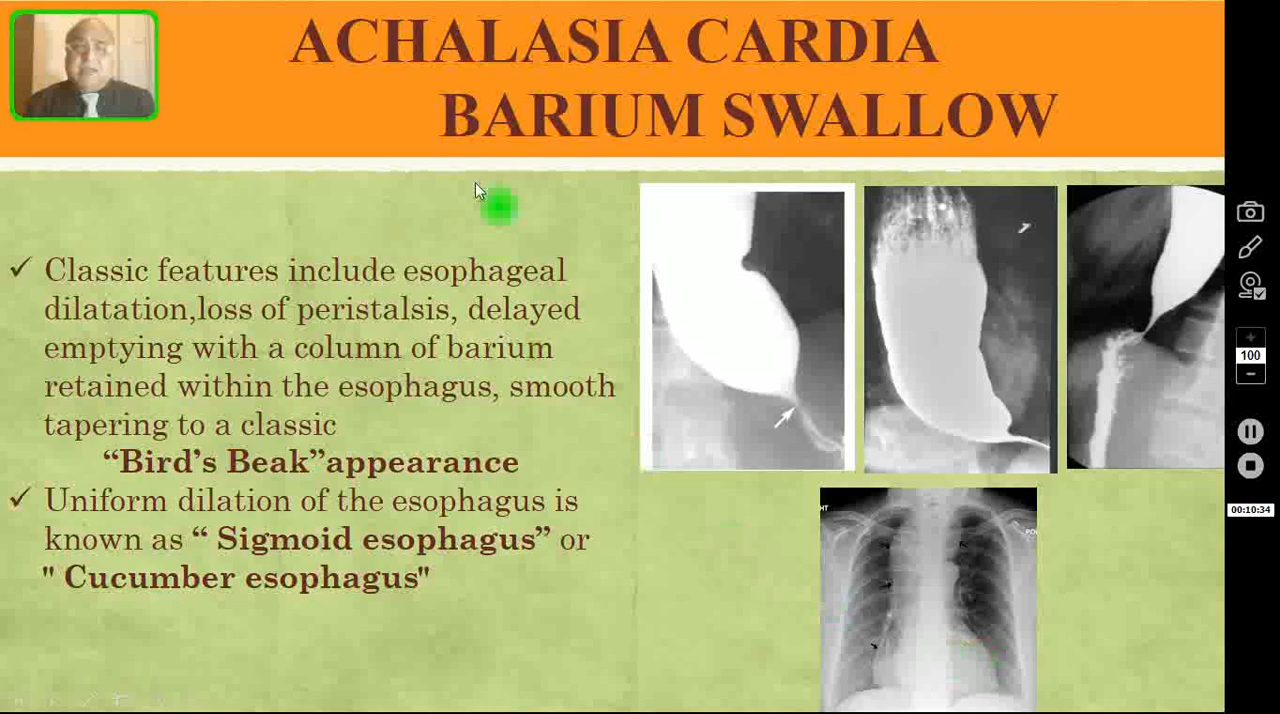 ACHALASIA CARDIA
BARIUM SWALLOW
✓ Classic features include esophageal
dilatation,loss of peristalsis, delayed
emptying with a column of barium
retained within the esophagus, smooth
tapering to a classic
“Bird’s Beak”appearance
✓ Uniform dilation of the esophagus is
known as “ Sigmoid esophagus” or
" Cucumber esophagus"
100
00:10:34